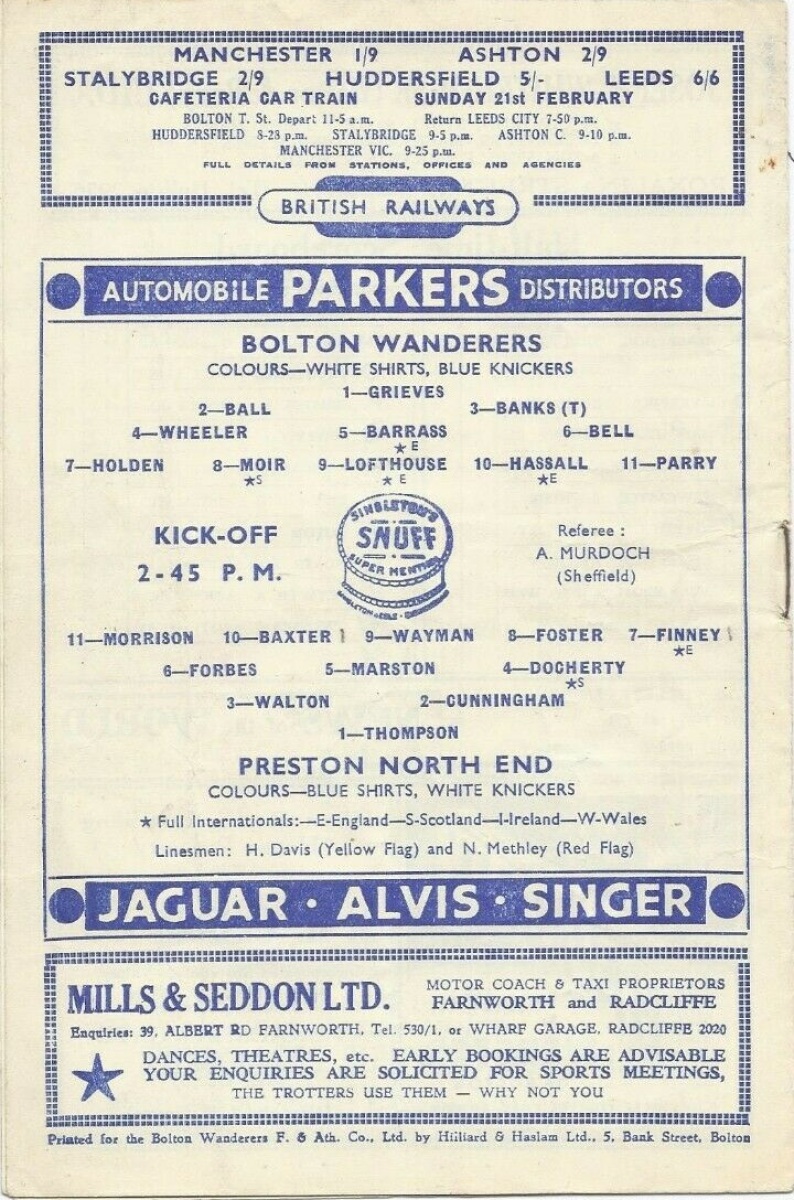 MANCHESTER 1/9 ASHTON 2/9
STALYBRIDGE 2/9 HUDDERSFIELD 5/- LEEDS 6/6
CAFETERIA CAR TRAIN SUNDAY 21st FEBRUARY
BOLTON T. St. Depart 11-5 a.m. Return LEEDS CITY 7-50 p.m.
HUDDERSFIELD 8-28 p.m. STALYBRIDGE 9-5 p.m. ASHTON C. 9-10 p.m.
MANCHESTER VIC. 9-25 p.m.
FULL DETAILS FROM STATIONS, OFFICES AND AGENCIES
BRITISH RAILWAYS
AUTOMOBILE PARKERS DISTRIBUTORS
BOLTON WANDERERS
COLOURS—WHITE SHIRTS, BLUE KNICKERS
1—GRIEVES
2—BALL 3—BANKS (T)
4—WHEELER 5—BARRASS 6—BELL
★ E
7—HOLDEN 8—MOIR 9—LOFTHOUSE 10—HASSALL 11—PARRY
★S ★ E ★E
SINGLETON'S
SNUFF
SUPER MENTHOL
KICK-OFF
2-45 P. M.
Referee :
A. MURDOCH
(Sheffield)
11—MORRISON 10—BAXTER 9—WAYMAN 8—FOSTER 7—FINNEY
★E
6—FORBES 5—MARSTON 4—DOCHERTY
★S
3—WALTON 2—CUNNINGHAM
1—THOMPSON
PRESTON NORTH END
COLOURS—BLUE SHIRTS, WHITE KNICKERS
★ Full Internationals:—E-England—S-Scotland—I-Ireland—W-Wales
Linesmen: H. Davis (Yellow Flag) and N. Methley (Red Flag)
JAGUAR · ALVIS · SINGER
MILLS & SEDDON LTD. MOTOR COACH & TAXI PROPRIETORS
FARNWORTH and RADCLIFFE
Enquiries: 39, ALBERT RD FARNWORTH, Tel. 530/1, or WHARF GARAGE, RADCLIFFE 2020
DANCES, THEATRES, etc. EARLY BOOKINGS ARE ADVISABLE
YOUR ENQUIRIES ARE SOLICITED FOR SPORTS MEETINGS,
THE TROTTERS USE THEM — WHY NOT YOU
Printed for the Bolton Wanderers F. & Ath. Co., Ltd. by Hilliard & Haslam Ltd., 5, Bank Street, Bolton